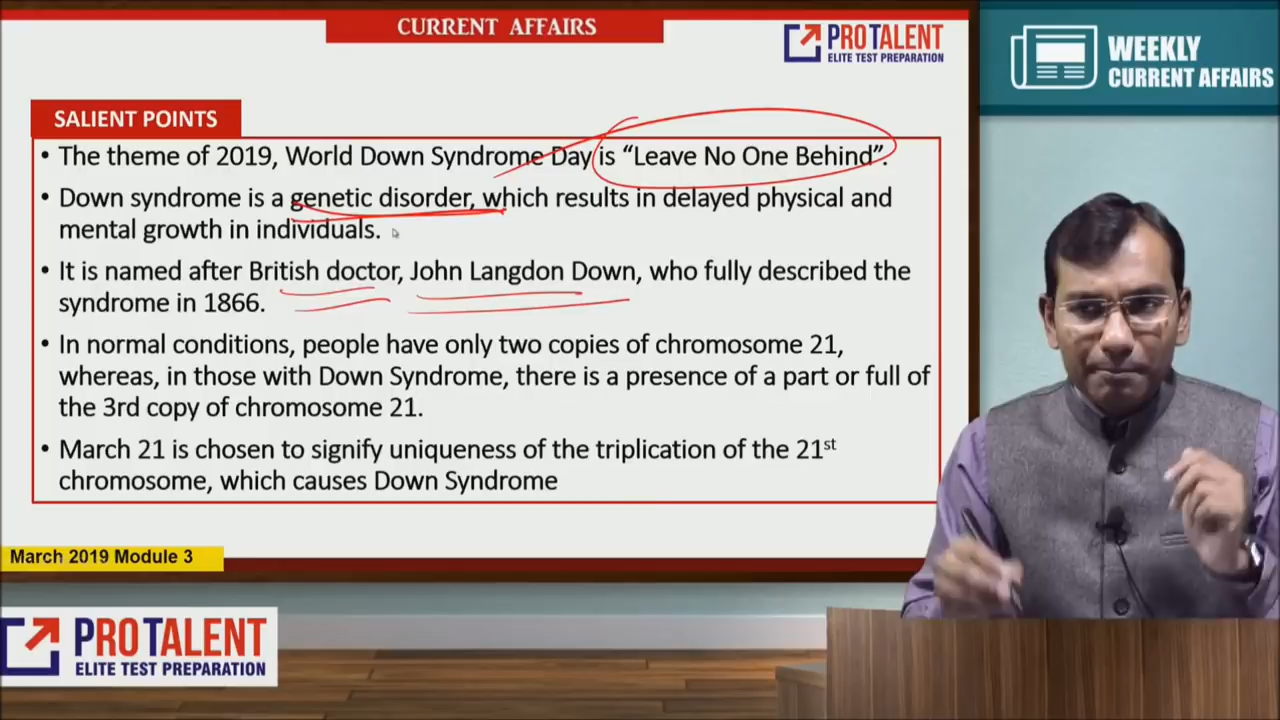 CURRENT AFFAIRS
PROTALENT
ELITE TEST PREPARATION
WEEKLY
CURRENT AFFAIRS
SALIENT POINTS
• The theme of 2019, World Down Syndrome Day is “Leave No One Behind”.
• Down syndrome is a genetic disorder, which results in delayed physical and
mental growth in individuals.
• It is named after British doctor, John Langdon Down, who fully described the
syndrome in 1866.
• In normal conditions, people have only two copies of chromosome 21,
whereas, in those with Down Syndrome, there is a presence of a part or full of
the 3rd copy of chromosome 21.
• March 21 is chosen to signify uniqueness of the triplication of the 21st
chromosome, which causes Down Syndrome
March 2019 Module 3
PROTALENT
ELITE TEST PREPARATION